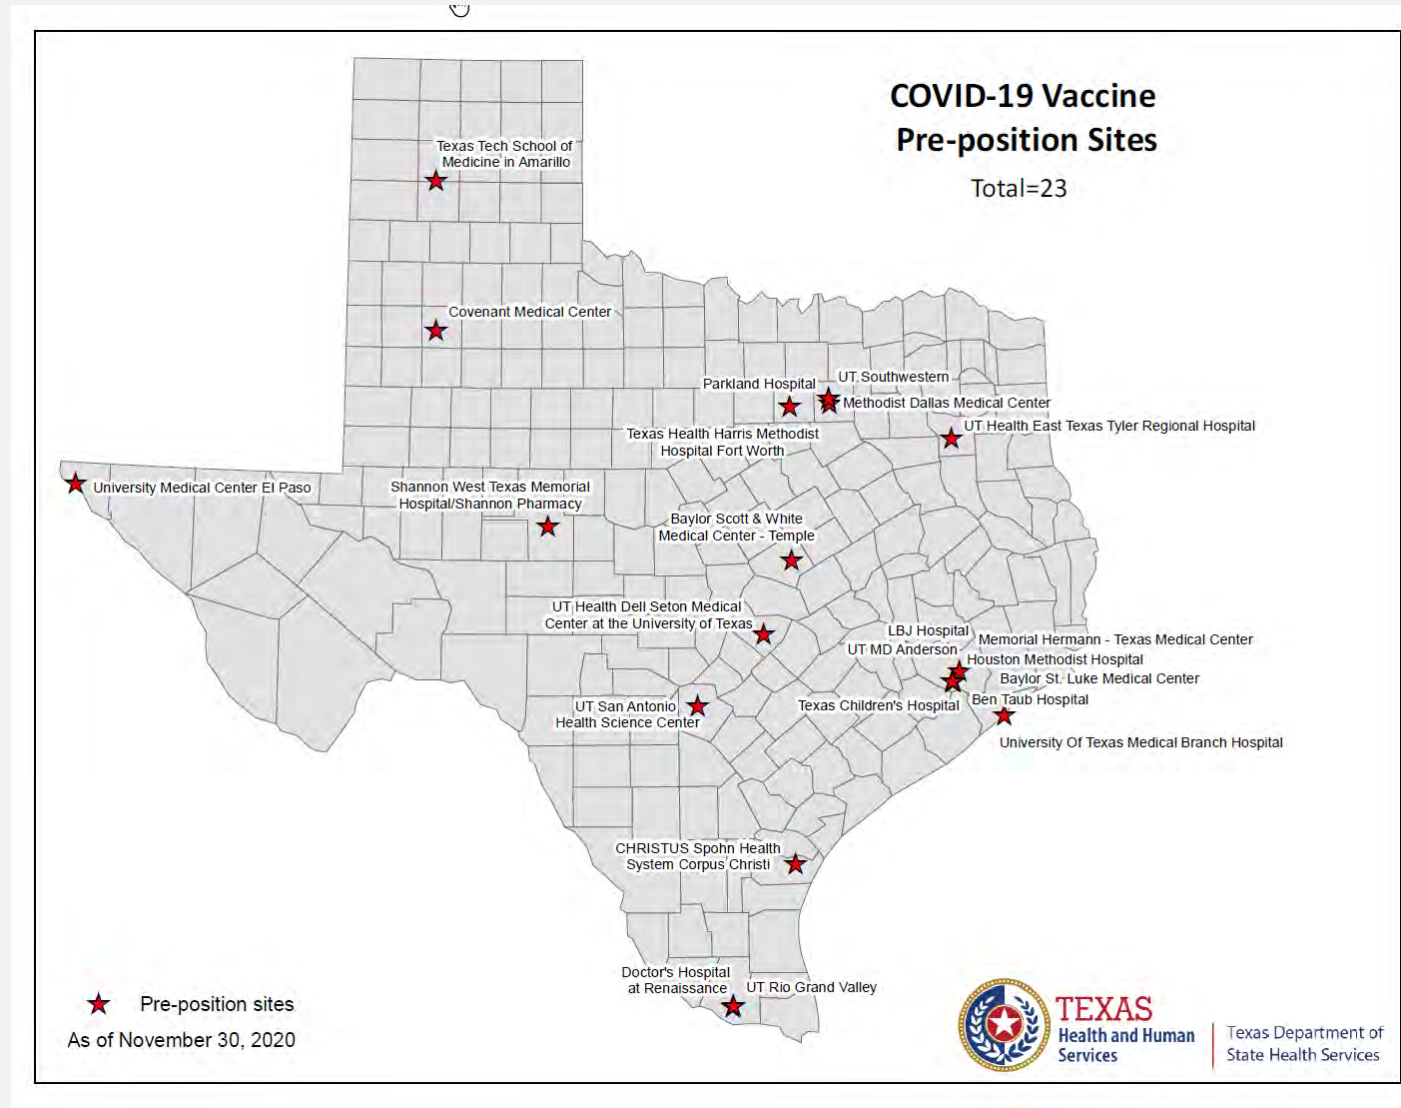 COVID-19 Vaccine
Pre-position Sites
Total=23
Texas Tech School of
Medicine in Amarillo
Covenant Medical Center
Parkland Hospital
UT Southwestern
Methodist Dallas Medical Center
Texas Health Harris Methodist
Hospital Fort Worth
UT Health East Texas Tyler Regional Hospital
University Medical Center El Paso
Shannon West Texas Memorial
Hospital/Shannon Pharmacy
Baylor Scott & White
Medical Center - Temple
UT Health Dell Seton Medical
Center at the University of Texas
LBJ Hospital
Memorial Hermann - Texas Medical Center
UT MD Anderson
Houston Methodist Hospital
Baylor St. Luke Medical Center
Texas Children's Hospital
Ben Taub Hospital
UT San Antonio
Health Science Center
University Of Texas Medical Branch Hospital
CHRISTUS Spohn Health
System Corpus Christi
Doctor's Hospital
at Renaissance
UT Rio Grand Valley
Pre-position sites
As of November 30, 2020
TEXAS
Health and Human
Services
Texas Department of
State Health Services